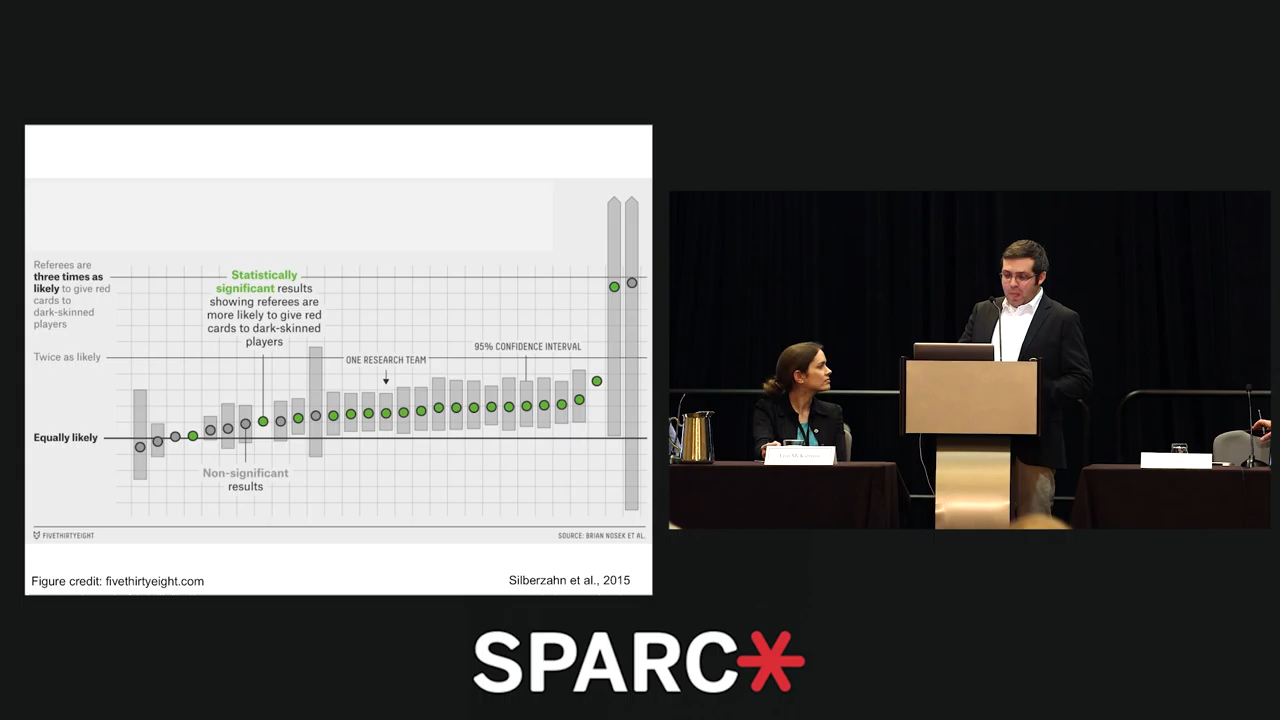 Referees are
three times as
likely to give red
cards to
dark-skinned
players
Statistically
significant results
showing referees are
more likely to give red
cards to dark-skinned
players
Twice as likely
ONE RESEARCH TEAM
95% CONFIDENCE INTERVAL
Equally likely
Non-significant
results
FIVETHIRTYEIGHT
SOURCE: BRIAN NOSEK ET AL.
Figure credit: fivethirtyeight.com
Silberzahn et al., 2015
SPARC